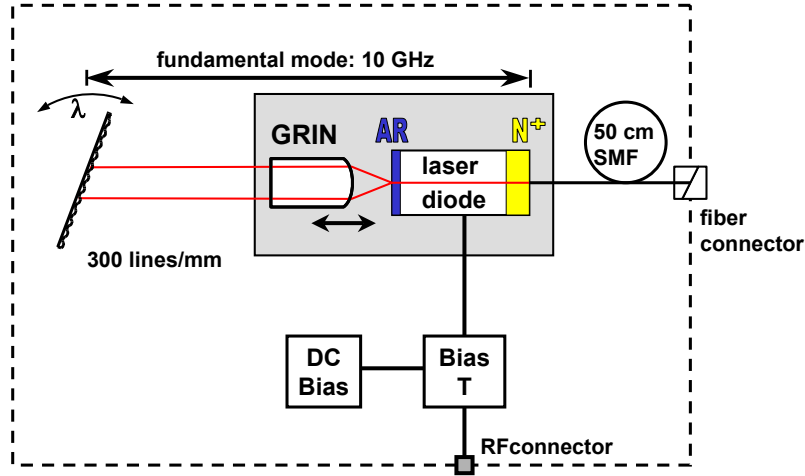 fundamental mode: 10 GHz
λ
GRIN
AR
N+
50 cm
SMF
laser
diode
fiber
connector
300 lines/mm
DC
Bias
Bias
T
RFconnector